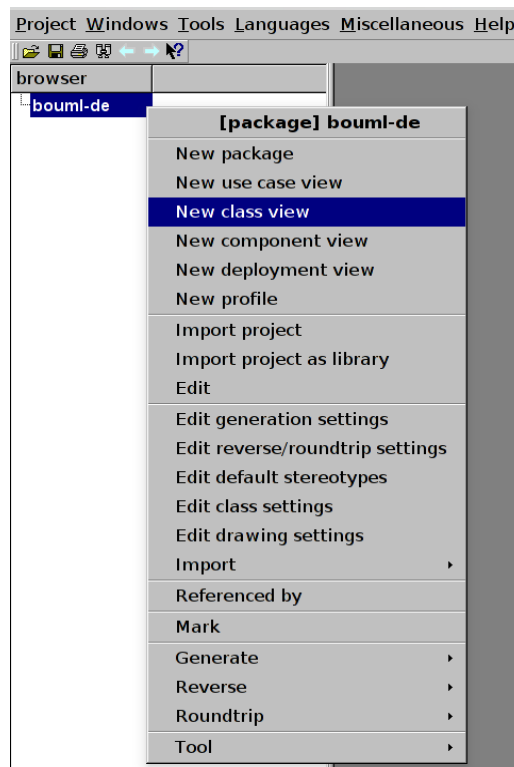 Project Windows Tools Languages Miscellaneous Help
browser
bouml-de
[package] bouml-de
New package
New use case view
New class view
New component view
New deployment view
New profile
Import project
Import project as library
Edit
Edit generation settings
Edit reverse/roundtrip settings
Edit default stereotypes
Edit class settings
Edit drawing settings
Import
Referenced by
Mark
Generate
Reverse
Roundtrip
Tool